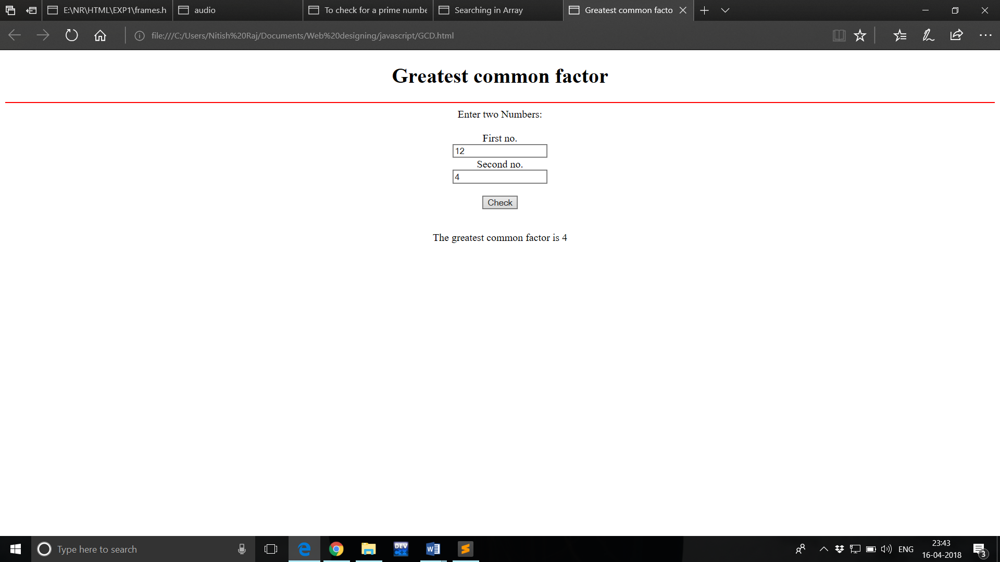 E:\NR\HTML\EXP1\frames.h
audio
To check for a prime numbe
Searching in Array
Greatest common facto
file:///C:/Users/Nitish%20Raj/Documents/Web%20designing/javascript/GCD.html
Greatest common factor
Enter two Numbers:
First no.
12
Second no.
4
Check
The greatest common factor is 4
Type here to search
DEV
C++
W
ENG
23:43
16-04-2018
3